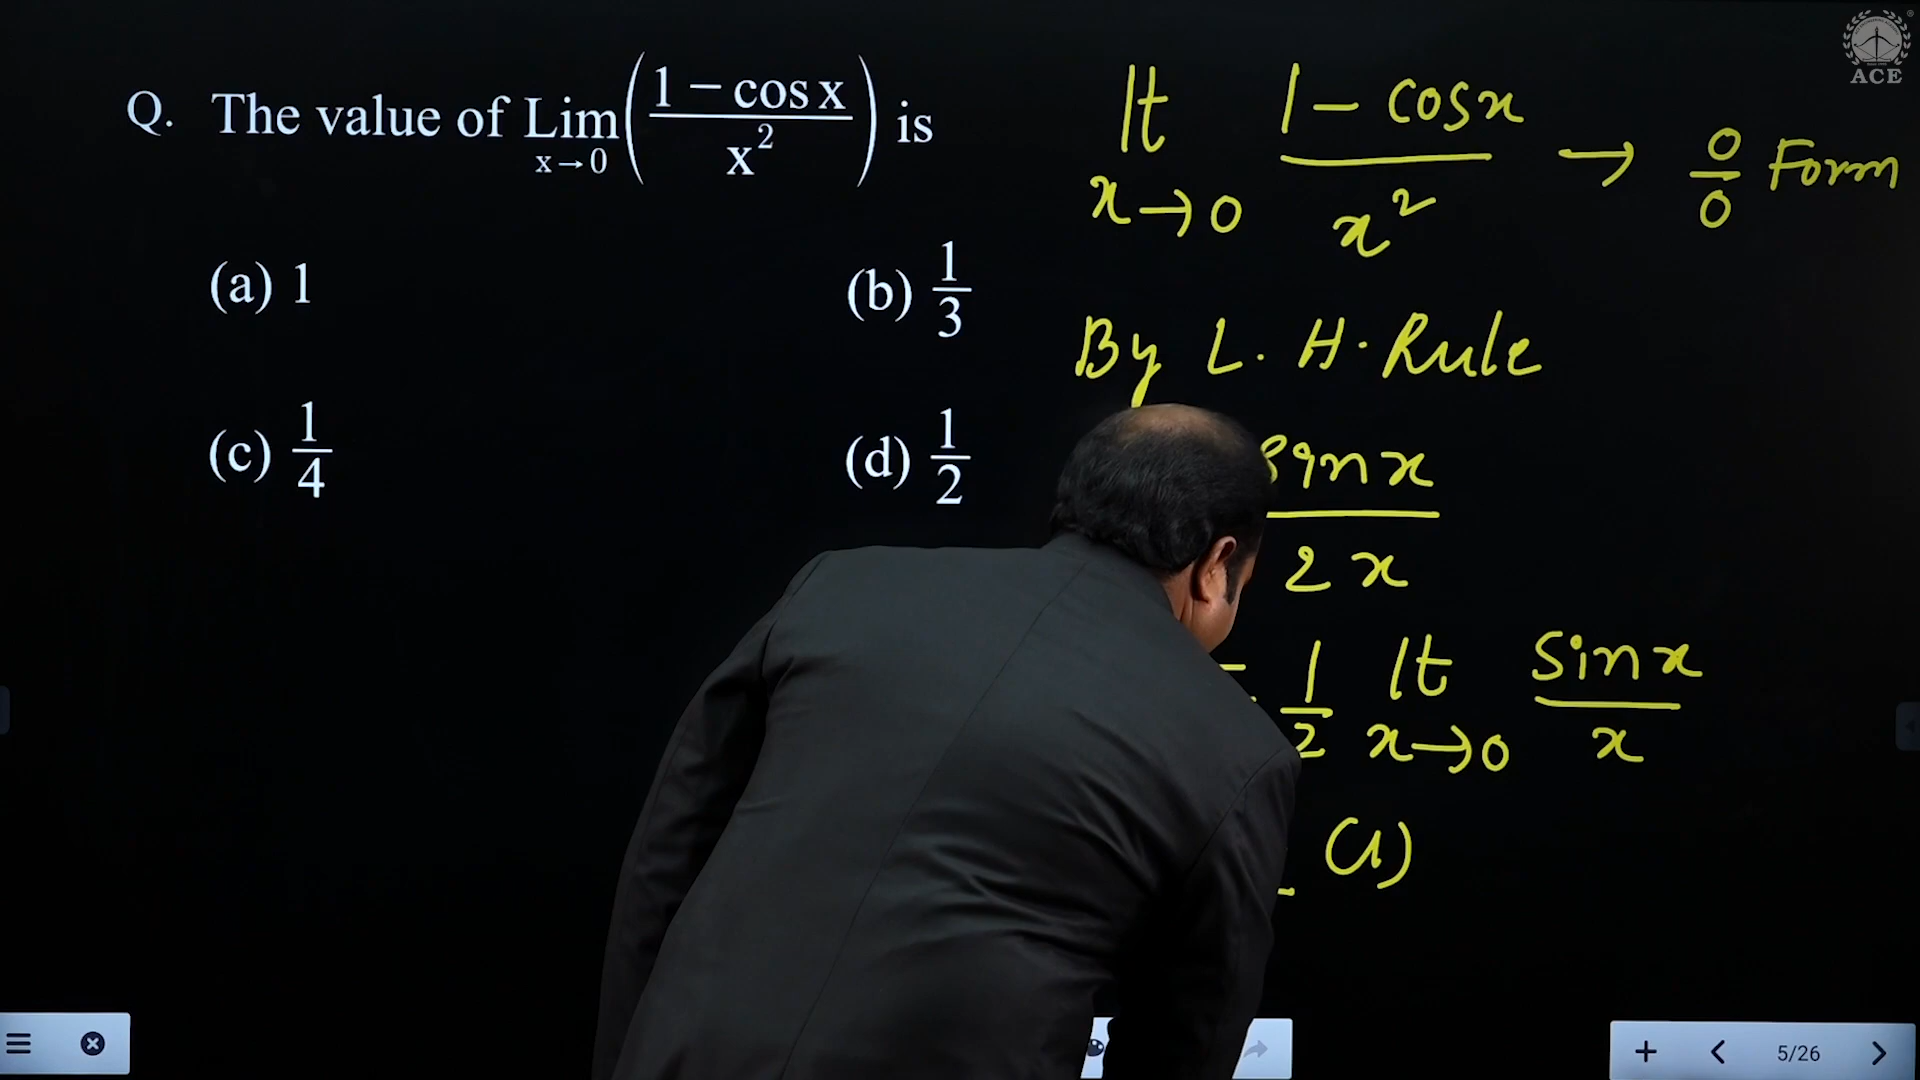 Q. The value of Lim x→0 (1 − cos x / x²) is
(a) 1
(b) 1/3
(c) 1/4
(d) 1/2
lt x→0 1 − cosx / x² → 0/0 Form
By L. H. Rule
sinx / 2x
= 1/2 lt x→0 sinx / x
(1)
ACE
5/26